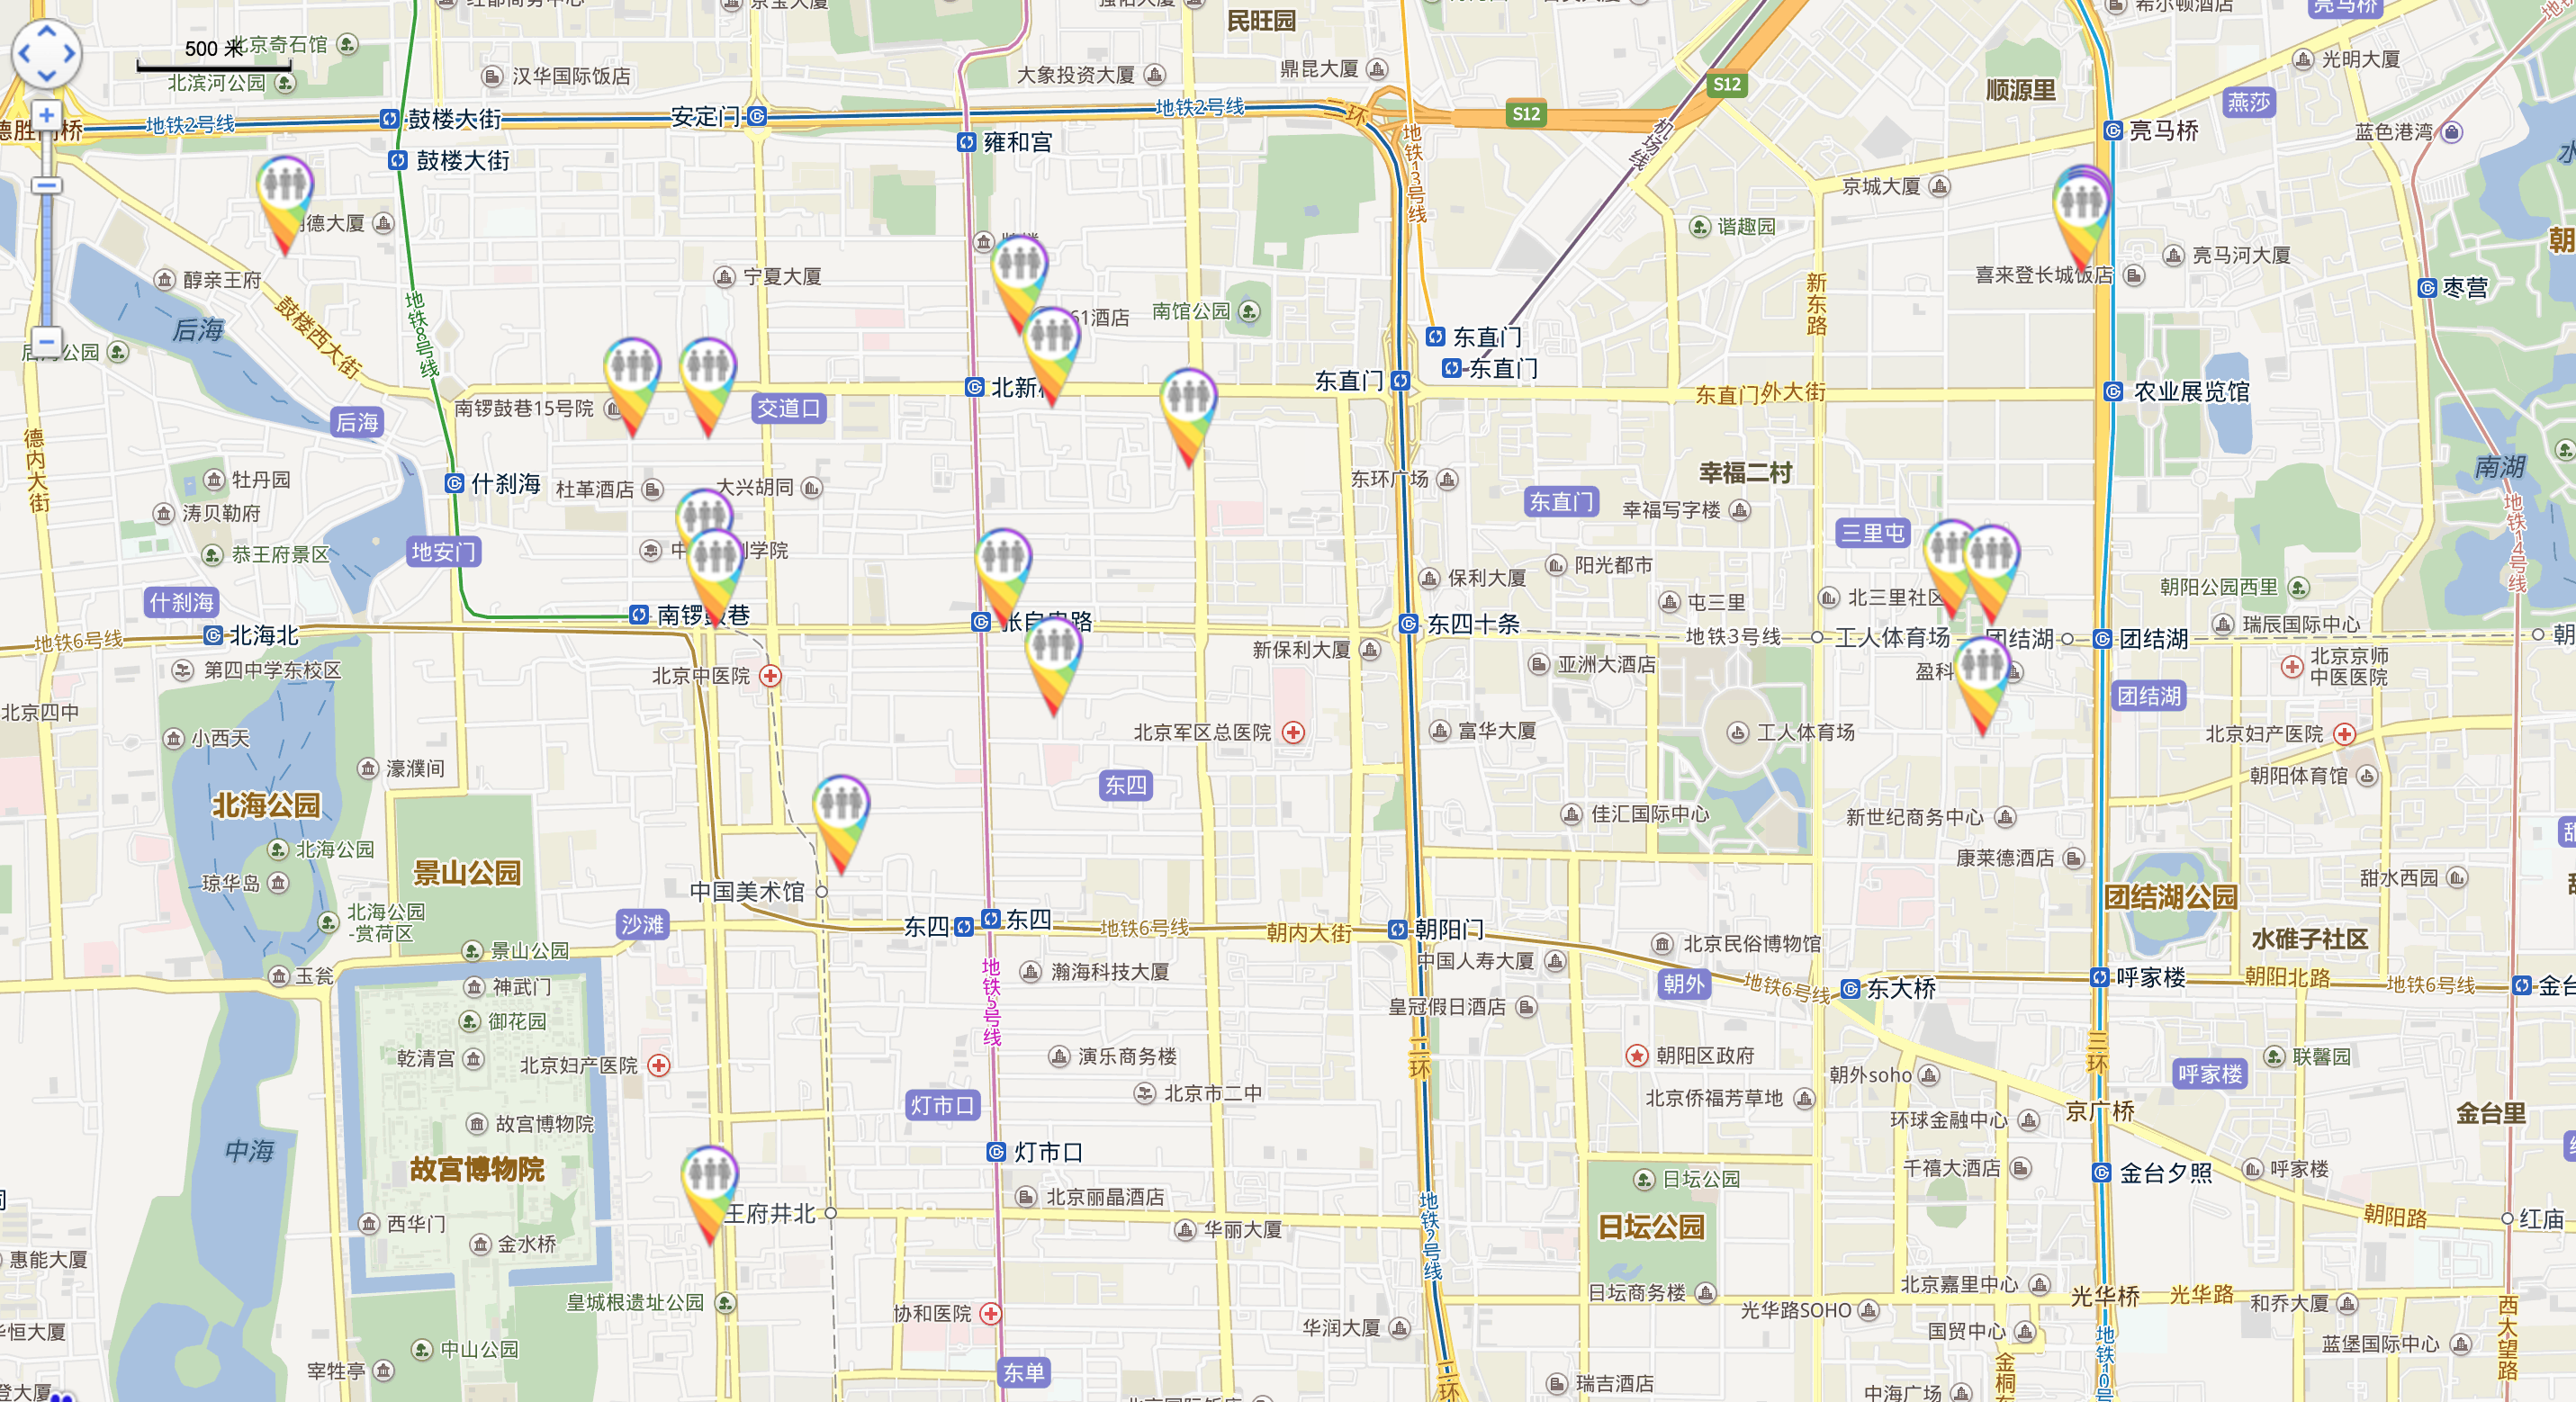 民旺园
500 米
北京奇石馆
北滨河公园
汉华国际饭店
大象投资大厦
鼎昆大厦
S12
顺源里
光明大厦
亮马桥
燕莎
蓝色港湾
鼓楼大街
安定门
地铁2号线
地铁2号线
二环
S12
雍和宫
鼓楼大街
亮马桥
机场线
地铁13号线
京城大厦
谐趣园
德大厦
醇亲王府
宁夏大厦
喜来登长城饭店
亮马河大厦
枣营
新东路
鼓楼西大街
后海
地铁8号线
61酒店
南馆公园
东直门
东直门
东直门
北新
南锣鼓巷15号院
交道口
后海
东直门外大街
农业展览馆
德内大街
牡丹园
什刹海
杜革酒店
大兴胡同
东环广场
幸福二村
东直门
幸福写字楼
三里屯
南湖
地铁14号线
涛贝勒府
恭王府景区
地安门
学院
保利大厦
阳光都市
什刹海
屯三里
北三里社区
朝阳公园西里
瑞辰国际中心
南锣鼓巷
地铁6号线
北海北
东四十条
地铁3号线
工人体育场
团结湖
团结湖
新保利大厦
亚洲大酒店
盈科
北京京师
中医医院
第四中学东校区
北京中医院
团结湖
北京四中
小西天
北京军区总医院
富华大厦
工人体育场
北京妇产医院
濠濮间
东四
朝阳体育馆
北海公园
佳汇国际中心
新世纪商务中心
北海公园
景山公园
康莱德酒店
琼华岛
中国美术馆
甜水西园
团结湖公园
北海公园
-赏荷区
沙滩
东四
东四
地铁6号线
朝内大街
朝阳门
北京民俗博物馆
水碓子社区
景山公园
中国人寿大厦
玉瓮
神武门
瀚海科技大厦
朝外
地铁6号线
东大桥
呼家楼
朝阳北路
地铁6号线
地铁5号线
皇冠假日酒店
御花园
乾清宫
北京妇产医院
演乐商务楼
二环
朝阳区政府
三环
朝外soho
呼家楼
联馨园
北京市二中
灯市口
北京侨福芳草地
环球金融中心
京广桥
金台里
故宫博物院
中海
灯市口
故宫博物院
千禧大酒店
金台夕照
呼家楼
日坛公园
北京丽晶酒店
地铁2号线
西华门
王府井北
华丽大厦
日坛公园
朝阳路
红庙
金水桥
惠能大厦
北京嘉里中心
光华桥
光华路
日坛商务楼
光华路SOHO
和乔大厦
皇城根遗址公园
协和医院
华润大厦
国贸中心
蓝堡国际中心
西大望路
中山公园
宰牲亭
东单
瑞吉酒店
二环
中海广场